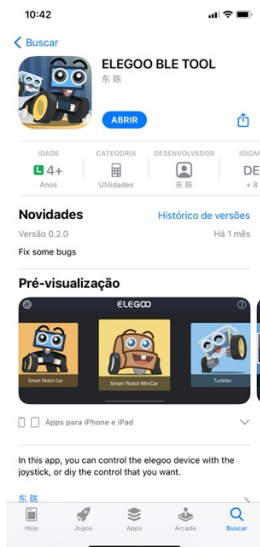 10:42
Buscar
ELEGOO BLE TOOL
东 陈
ABRIR
IDADE
CATEGORIA
DESENVOLVEDOR
IDIOM
L 4+
DE
Anos
Utilidades
东 陈
+ 8
Novidades
Histórico de versões
Versão 0.2.0
Há 1 mês
Fix some bugs
Pré-visualização
ELEGOO
Smart Robot Car
Smart Robot MiniCar
Tumbller
Apps para iPhone e iPad
In this app, you can control the elegoo device with the
joystick, or diy the control that you want.
东 陈
Hoje
Jogos
Apps
Arcade
Buscar